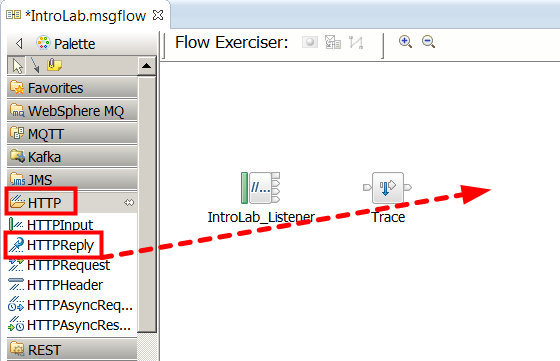 *IntroLab.msgflow
Palette
Flow Exerciser:
Favorites
WebSphere MQ
MQTT
Kafka
JMS
HTTP
HTTPInput
HTTPReply
HTTPRequest
HTTPHeader
HTTPAsyncReq...
HTTPAsyncRes...
REST
//...
IntroLab_Listener
Trace